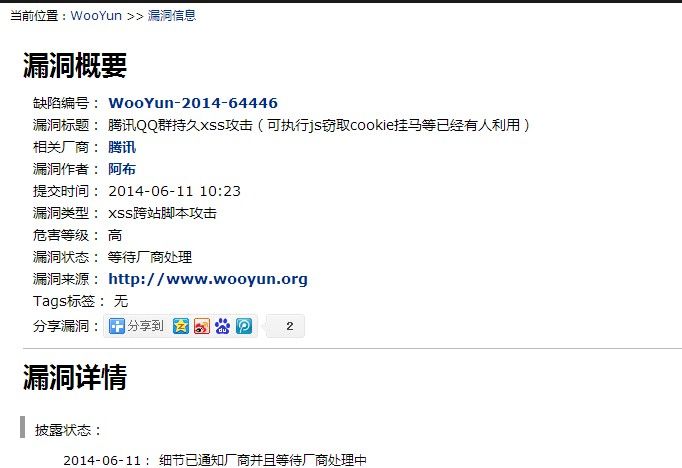 当前位置：WooYun >> 漏洞信息
漏洞概要
缺陷编号： WooYun-2014-64446
漏洞标题： 腾讯QQ群持久xss攻击（可执行js窃取cookie挂马等已经有人利用）
相关厂商： 腾讯
漏洞作者： 阿布
提交时间： 2014-06-11 10:23
漏洞类型： xss跨站脚本攻击
危害等级： 高
漏洞状态： 等待厂商处理
漏洞来源： http://www.wooyun.org
Tags标签： 无
分享漏洞： 分享到 2
漏洞详情
披露状态：
2014-06-11： 细节已通知厂商并且等待厂商处理中